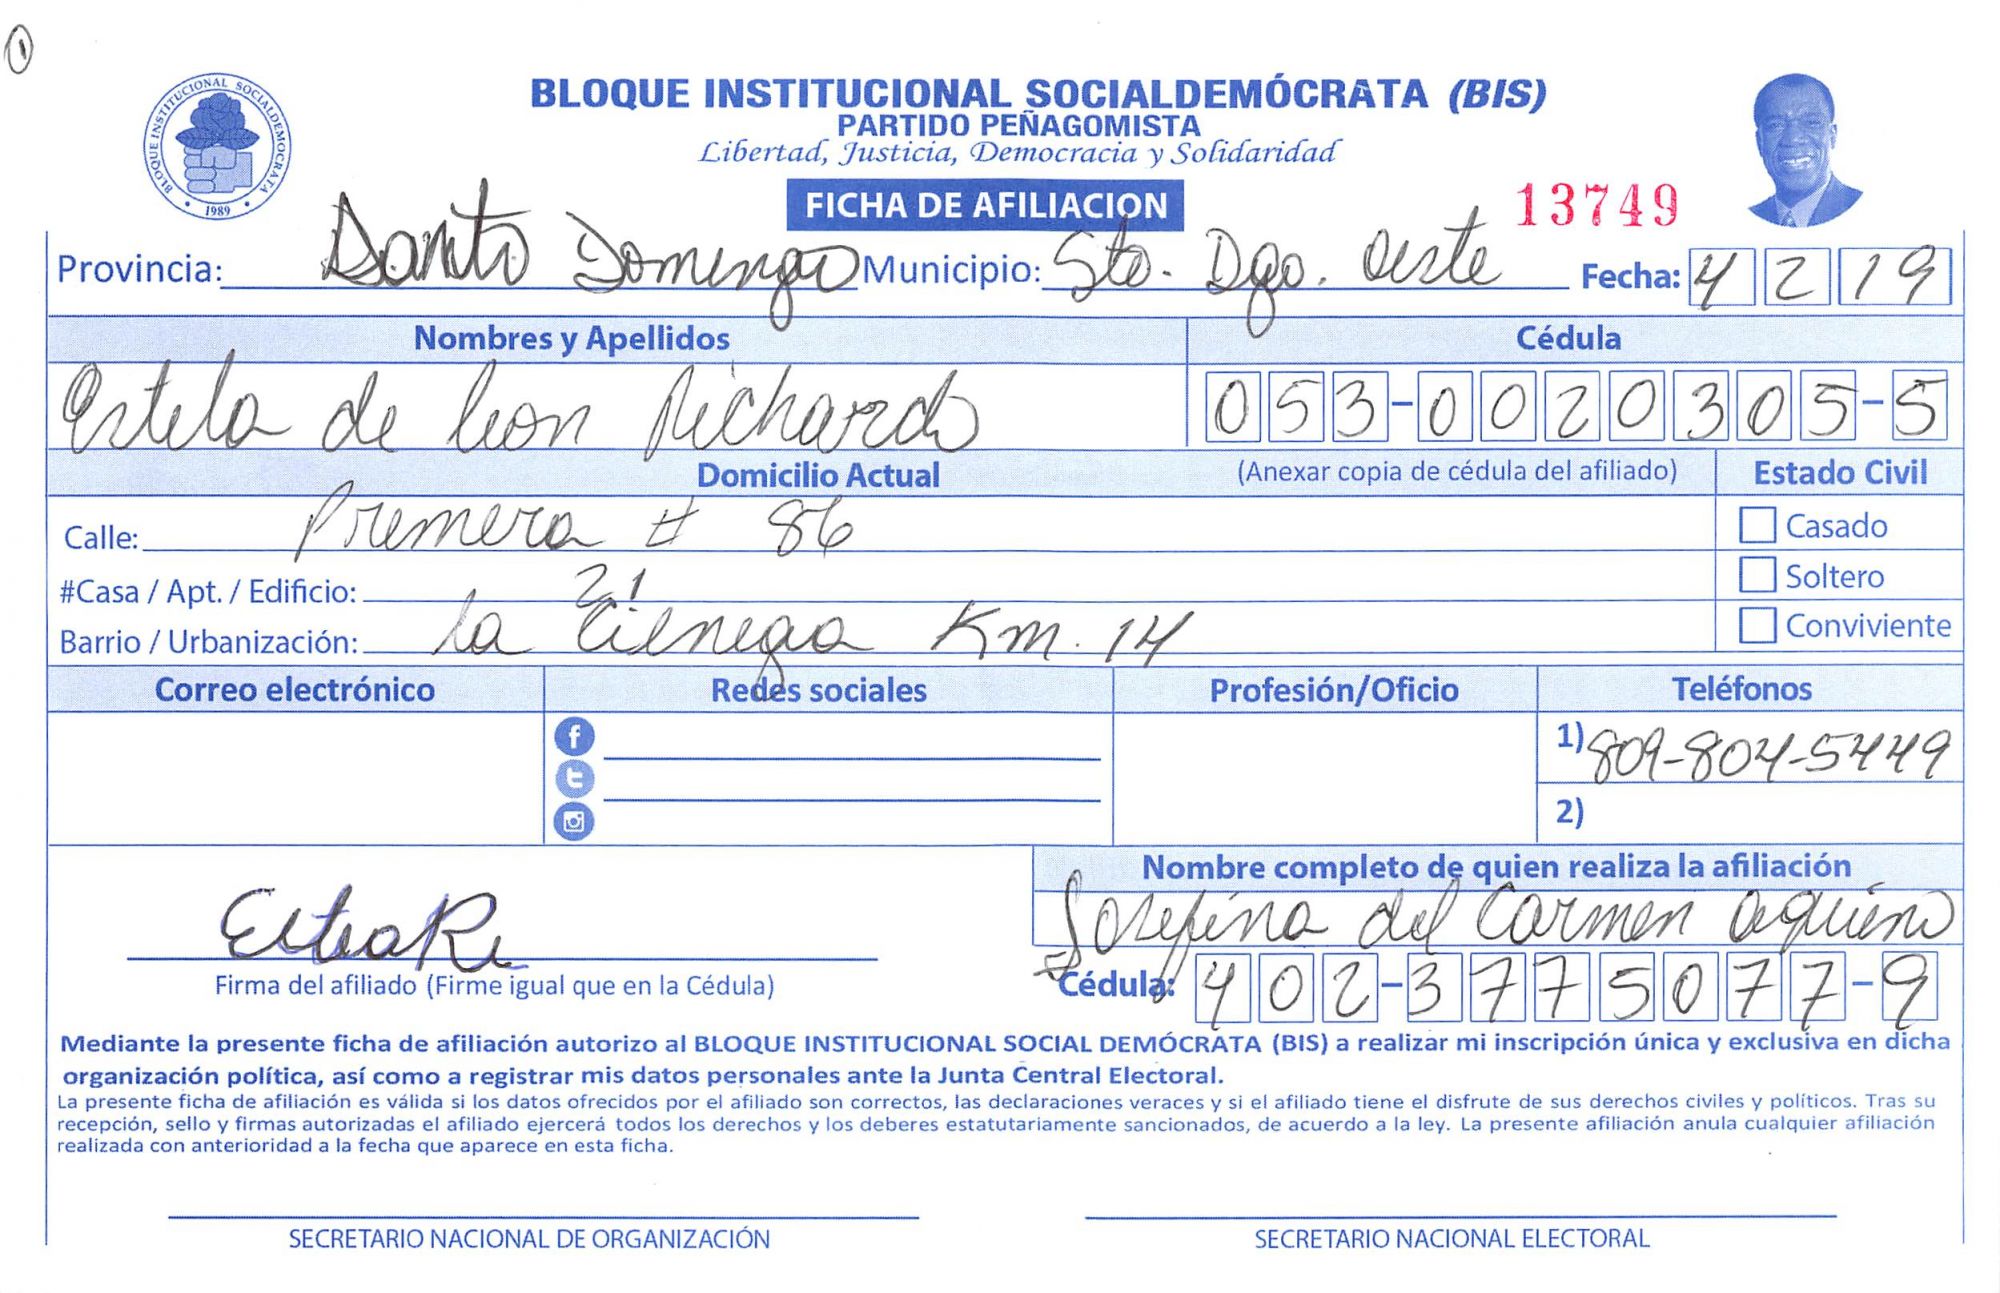 1
BLOQUE INSTITUCIONAL SOCIALDEMÓCRATA
1989
BLOQUE INSTITUCIONAL SOCIALDEMÓCRATA (BIS)
PARTIDO PEÑAGOMISTA
Libertad, Justicia, Democracia y Solidaridad
FICHA DE AFILIACION
13749
Provincia: Santo Domingo Municipio: Sto. Dgo. Oeste Fecha: 4 2 19
Nombres y Apellidos Cédula
Estela de leon Richards 053-0020305-5
Domicilio Actual (Anexar copia de cédula del afiliado) Estado Civil
Calle: Premera # 86 Casado
#Casa / Apt. / Edificio: 21 Soltero
Barrio / Urbanización: la Cienega Km. 14 Conviviente
Correo electrónico Redes sociales Profesión/Oficio Teléfonos
1) 809-804-5449
2)
Nombre completo de quien realiza la afiliación
Josefina del Carmen aquino
Firma del afiliado (Firme igual que en la Cédula) Cédula: 402-3775077-9
Mediante la presente ficha de afiliación autorizo al BLOQUE INSTITUCIONAL SOCIAL DEMÓCRATA (BIS) a realizar mi inscripción única y exclusiva en dicha
organización política, así como a registrar mis datos personales ante la Junta Central Electoral.
La presente ficha de afiliación es válida si los datos ofrecidos por el afiliado son correctos, las declaraciones veraces y si el afiliado tiene el disfrute de sus derechos civiles y políticos. Tras su
recepción, sello y firmas autorizadas el afiliado ejercerá todos los derechos y los deberes estatutariamente sancionados, de acuerdo a la ley. La presente afiliación anula cualquier afiliación
realizada con anterioridad a la fecha que aparece en esta ficha.
SECRETARIO NACIONAL DE ORGANIZACIÓN SECRETARIO NACIONAL ELECTORAL